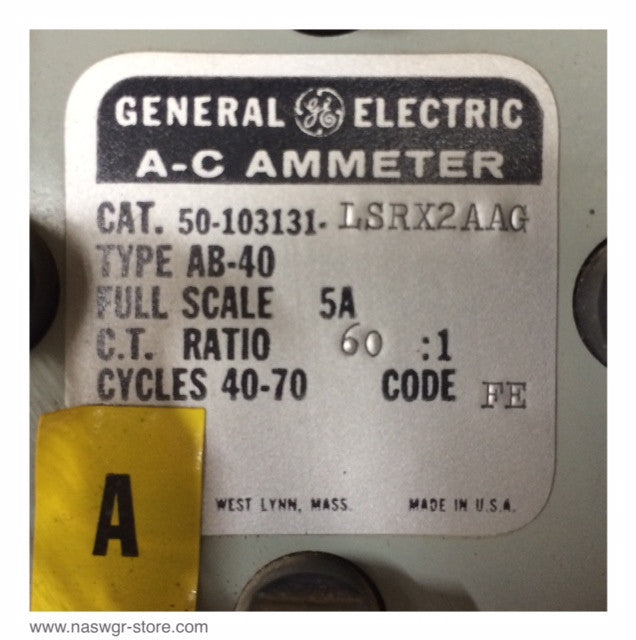 GENERAL GE ELECTRIC
A-C AMMETER
CAT. 50-103131- LSRX2AAG
TYPE AB-40
FULL SCALE 5A
C.T. RATIO 60 :1
CYCLES 40-70 CODE FE
A
WEST LYNN, MASS. MADE IN U.S.A.
www.naswgr-store.com